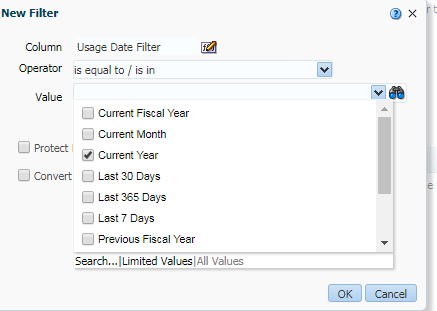 New Filter
Column Usage Date Filter
Operator is equal to / is in
Value
Current Fiscal Year
Current Month
Protect
Current Year
Convert
Last 30 Days
Last 365 Days
Last 7 Days
Previous Fiscal Year
Search...|Limited Values|All Values
OK Cancel